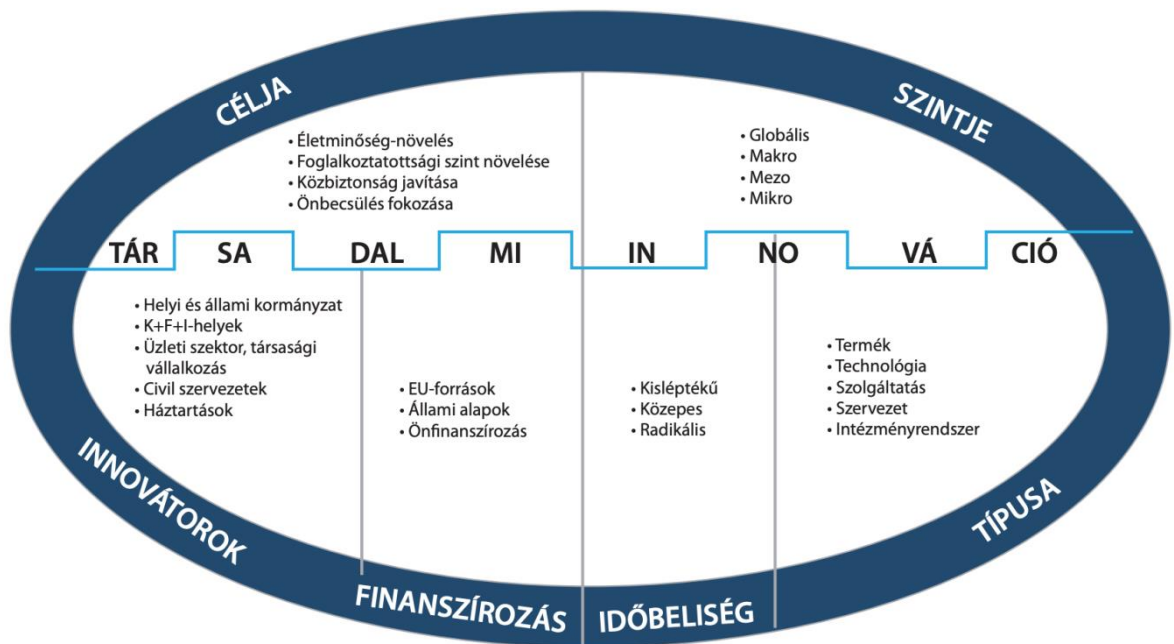 CÉLJA
• Életminőség-növelés
• Foglalkoztatottsági szint növelése
• Közbiztonság javítása
• Önbecsülés fokozása
SZINTJE
• Globális
• Makro
• Mezo
• Mikro
TÁR SA DAL MI IN NO VÁ CIÓ
• Helyi és állami kormányzat
• K+F+I-helyek
• Üzleti szektor, társasági
vállalkozás
• Civil szervezetek
• Háztartások
INNOVÁTOROK
• EU-források
• Állami alapok
• Önfinanszírozás
FINANSZÍROZÁS
• Kisléptékű
• Közepes
• Radikális
IDŐBELISÉG
• Termék
• Technológia
• Szolgáltatás
• Szervezet
• Intézményrendszer
TÍPUSA